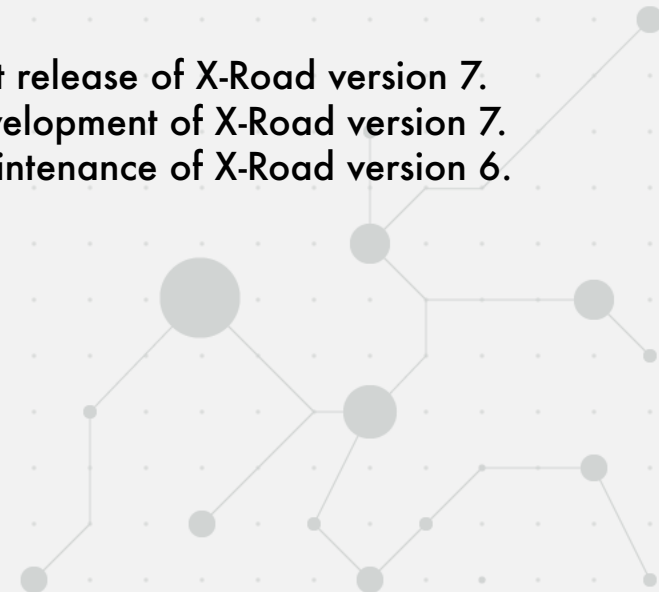 release of X-Road version 7.
of X-Road version 7.
of X-Road version 6.